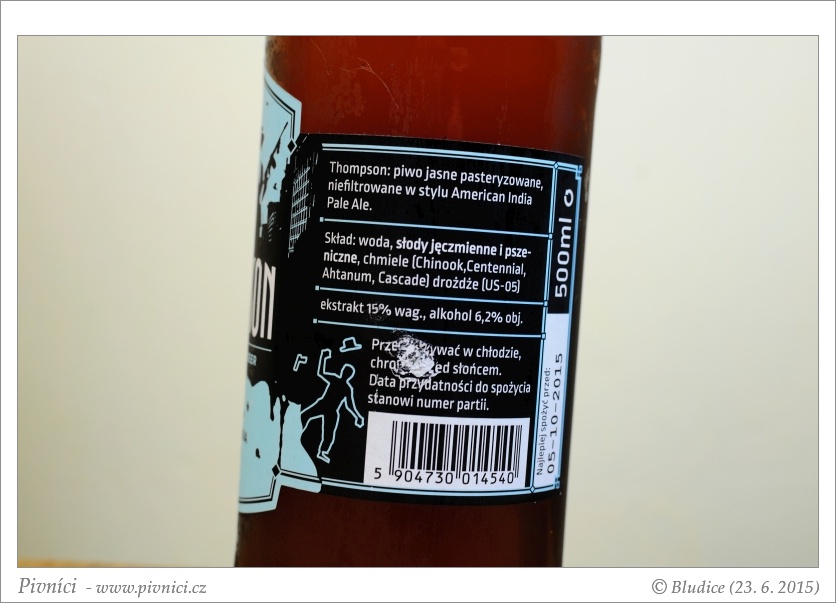 Thompson: piwo jasne pasteryzowane,
niefiltrowane w stylu American India
Pale Ale.
Skład: woda, słody jęczmienne i psze-
niczne, chmiele (Chinook,Centennial,
Ahtanum, Cascade) drożdże (US-05)
ekstrakt 15% wag., alkohol 6,2% obj.
w chłodzie,
słońcem.
Data przydatności do spożycia
stanowi numer partii.
5 904730 014540
500ml
Najlepiej spożyć przed:
05-10-2015
Pivníci - www.pivnici.cz
© Bludice (23. 6. 2015)